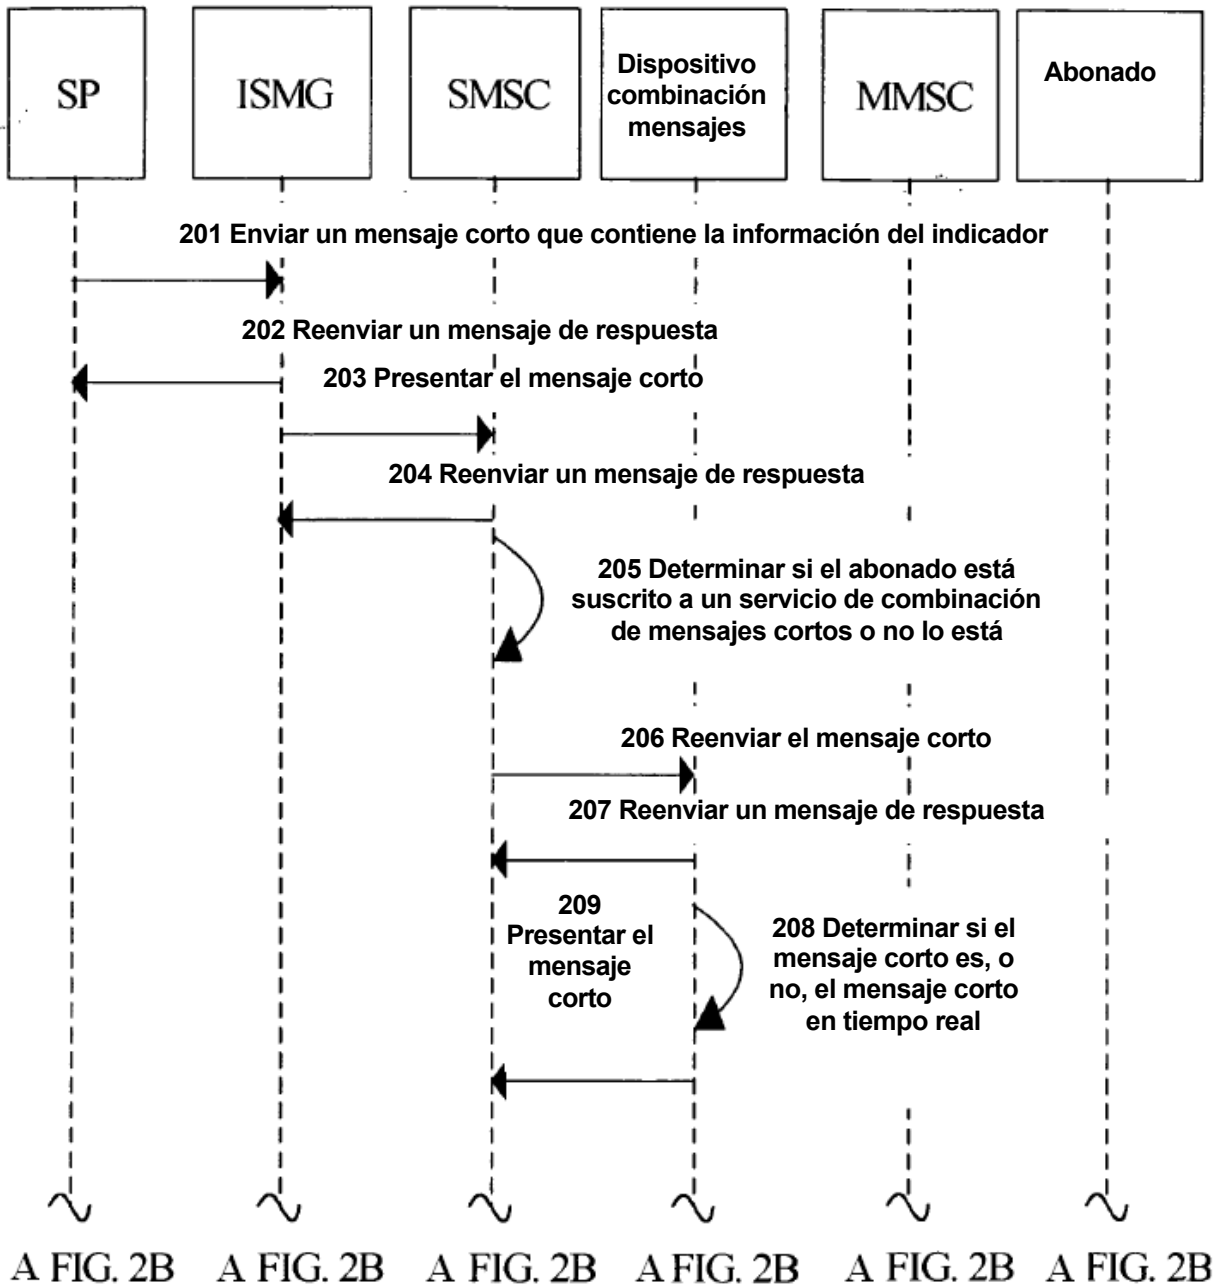 SP
ISMG
SMSC
Dispositivo
combinación
mensajes
MMSC
Abonado
201 Enviar un mensaje corto que contiene la información del indicador
202 Reenviar un mensaje de respuesta
203 Presentar el mensaje corto
204 Reenviar un mensaje de respuesta
205 Determinar si el abonado está
suscrito a un servicio de combinación
de mensajes cortos o no lo está
206 Reenviar el mensaje corto
207 Reenviar un mensaje de respuesta
209
Presentar el
mensaje
corto
208 Determinar si el
mensaje corto es, o
no, el mensaje corto
en tiempo real
A FIG. 2B
A FIG. 2B
A FIG. 2B
A FIG. 2B
A FIG. 2B
A FIG. 2B